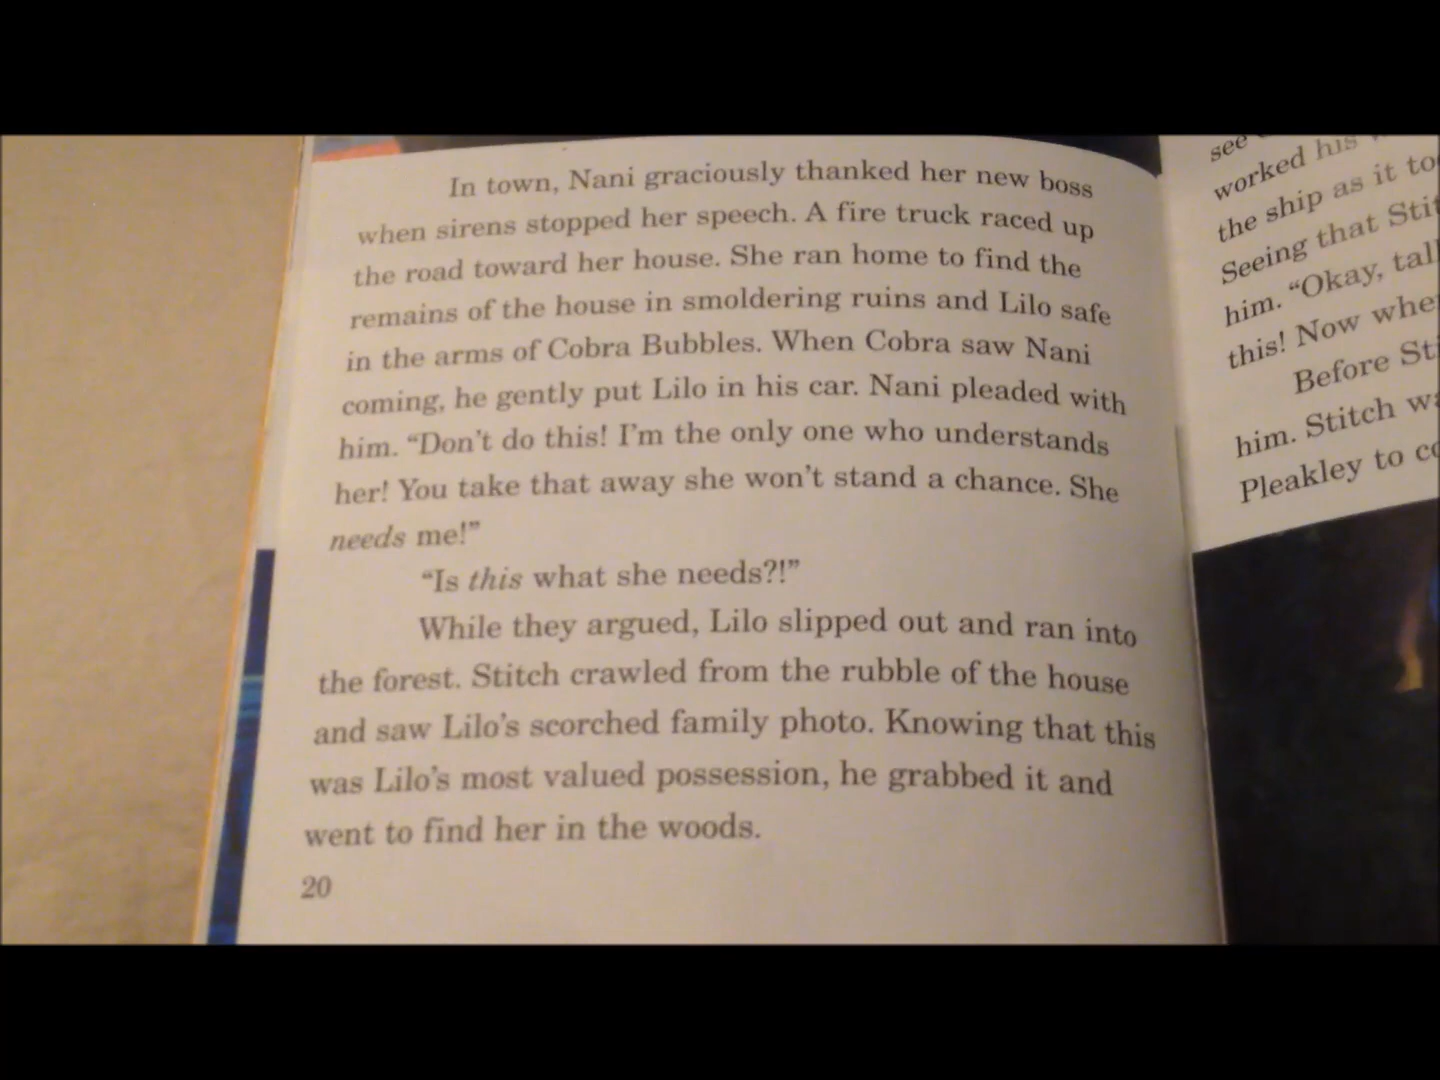 In town, Nani graciously thanked her new boss
when sirens stopped her speech. A fire truck raced up
the road toward her house. She ran home to find the
remains of the house in smoldering ruins and Lilo safe
in the arms of Cobra Bubbles. When Cobra saw Nani
coming, he gently put Lilo in his car. Nani pleaded with
him. “Don’t do this! I’m the only one who understands
her! You take that away she won’t stand a chance. She
needs me!”
“Is this what she needs?!”
While they argued, Lilo slipped out and ran into
the forest. Stitch crawled from the rubble of the house
and saw Lilo’s scorched family photo. Knowing that this
was Lilo’s most valued possession, he grabbed it and
went to find her in the woods.
20
see
worked his
the ship as it
Seeing that
him. “Okay,
this! Now
Before
him. Stitch
Pleakley to